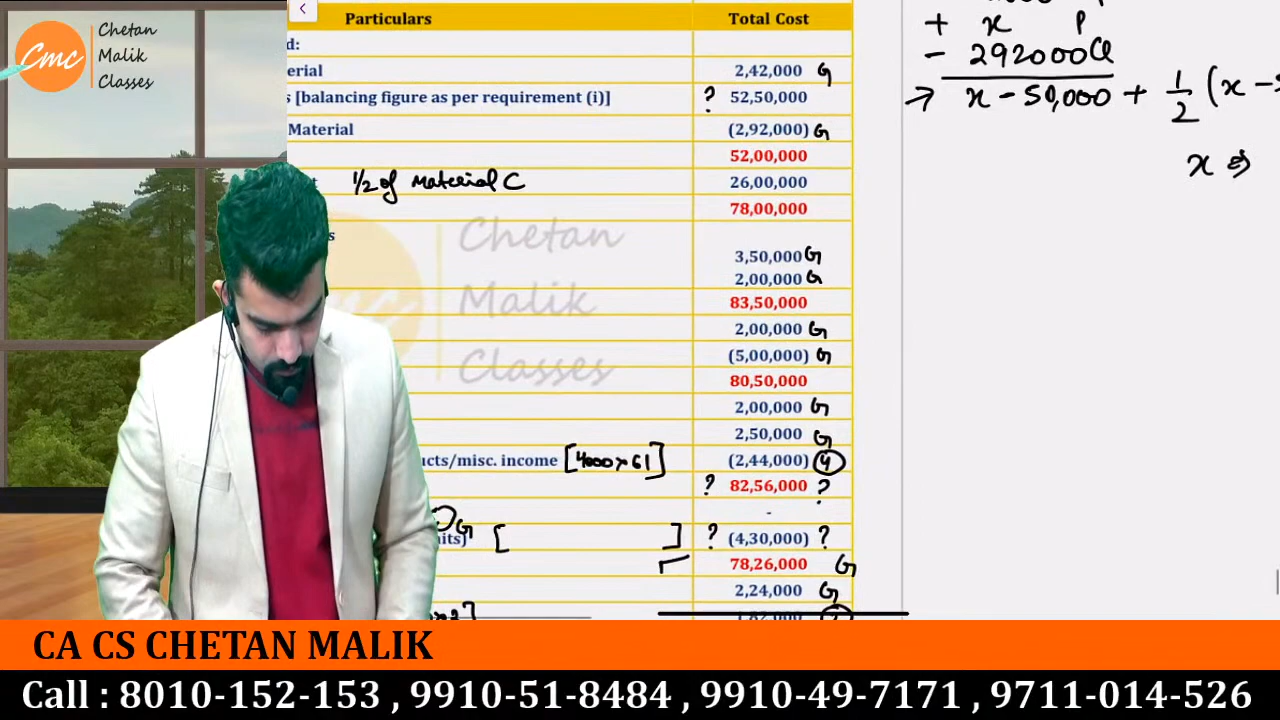 Chetan
Malik
Classes
CMC
Particulars
Total Cost
d:
erial
2,42,000 G
s [balancing figure as per requirement (i)]
? 52,50,000
Material
(2,92,000) G
52,00,000
1/2 of Material C
26,00,000
78,00,000
s
3,50,000 G
2,00,000 G
83,50,000
2,00,000 G
(5,00,000) G
80,50,000
2,00,000 G
2,50,000 G
ucts/misc. income [4000×61]
(2,44,000) 4
? 82,56,000 ?
G
nits) [ ]
? (4,30,000) ?
78,26,000 G
2,24,000 G
Chetan
Malik
Classes
+ x P
- 292000 Cl
→ x - 50,000 + 1/2 (x -
x ⇒
CA CS CHETAN MALIK
Call : 8010-152-153 , 9910-51-8484 , 9910-49-7171 , 9711-014-526